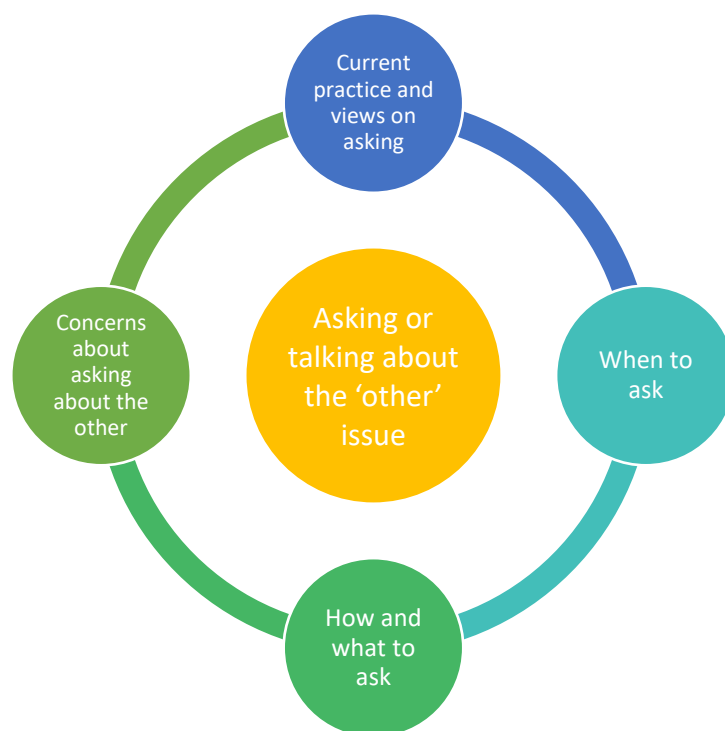 Current
practice and
views on
asking
Asking or
talking about
the ‘other’
issue
Concerns
about
asking
about the
other
When to
ask
How and
what to
ask